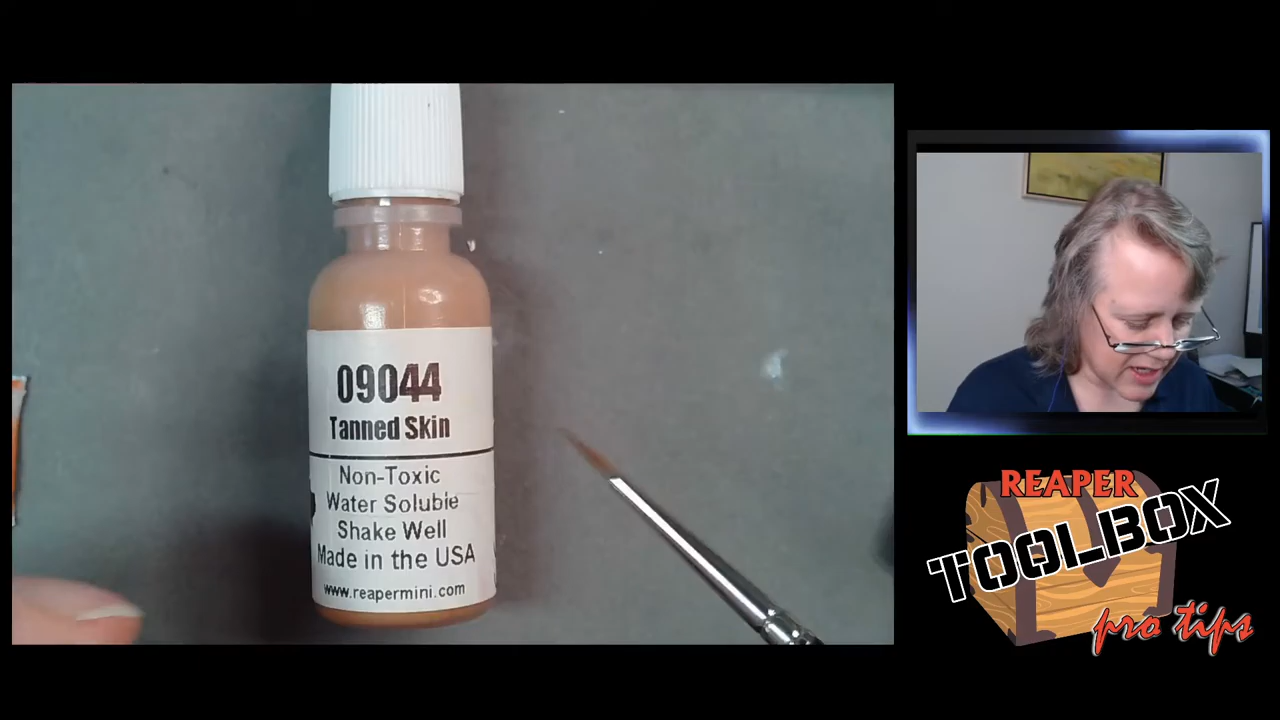 09044
Tanned Skin
Non-Toxic
Water Soluble
Shake Well
Made in the USA
www.reapermini.com
REAPER
TOOLBOX
pro tips